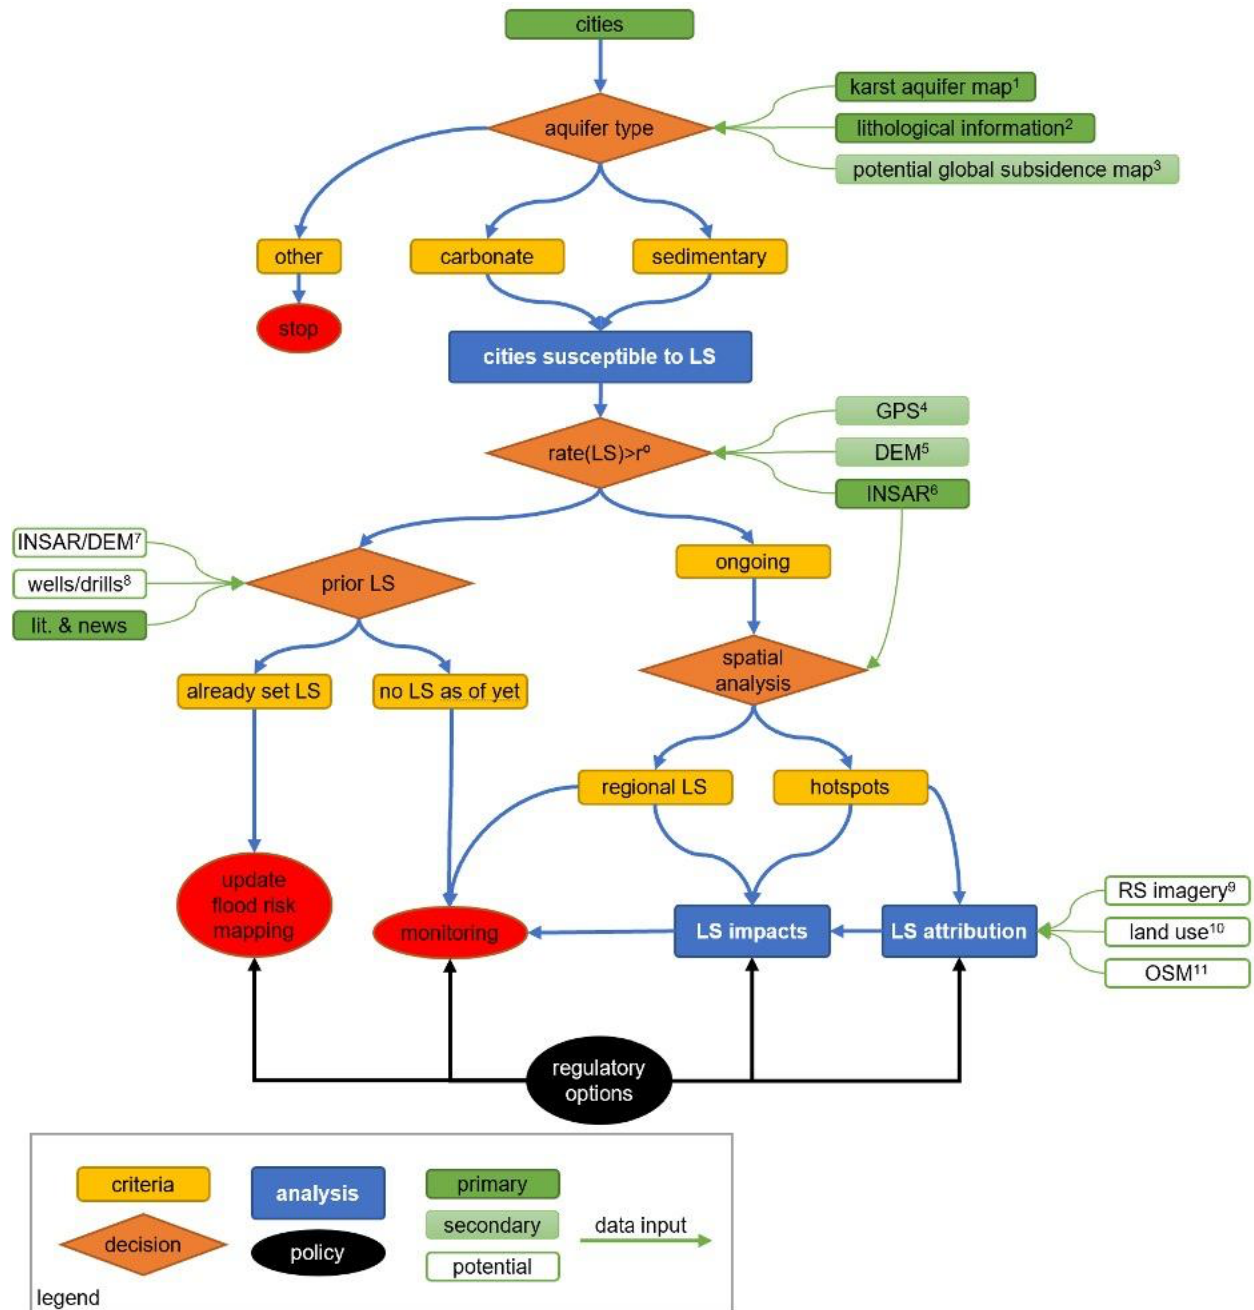 cities
karst aquifer map¹
aquifer type
lithological information²
potential global subsidence map³
other
carbonate
sedimentary
stop
cities susceptible to LS
GPS⁴
rate(LS)>rº
DEM⁵
INSAR⁶
INSAR/DEM⁷
wells/drills⁸
lit. & news
prior LS
ongoing
spatial
analysis
already set LS
no LS as of yet
regional LS
hotspots
update
flood risk
mapping
monitoring
LS impacts
LS attribution
RS imagery⁹
land use¹⁰
OSM¹¹
regulatory
options
criteria
analysis
primary
secondary
data input
decision
policy
potential
legend